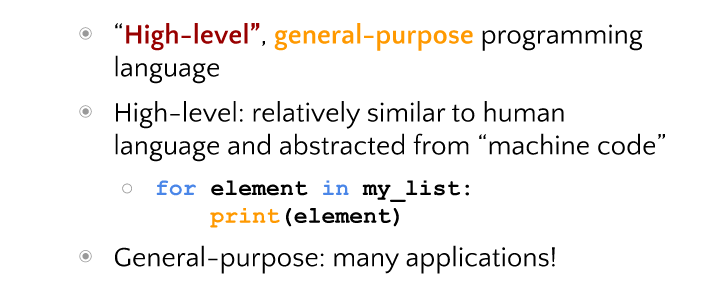 “High-level”, general-purpose programming
language
High-level: relatively similar to human
language and abstracted from “machine code”
for element in my_list:
print(element)
General-purpose: many applications!